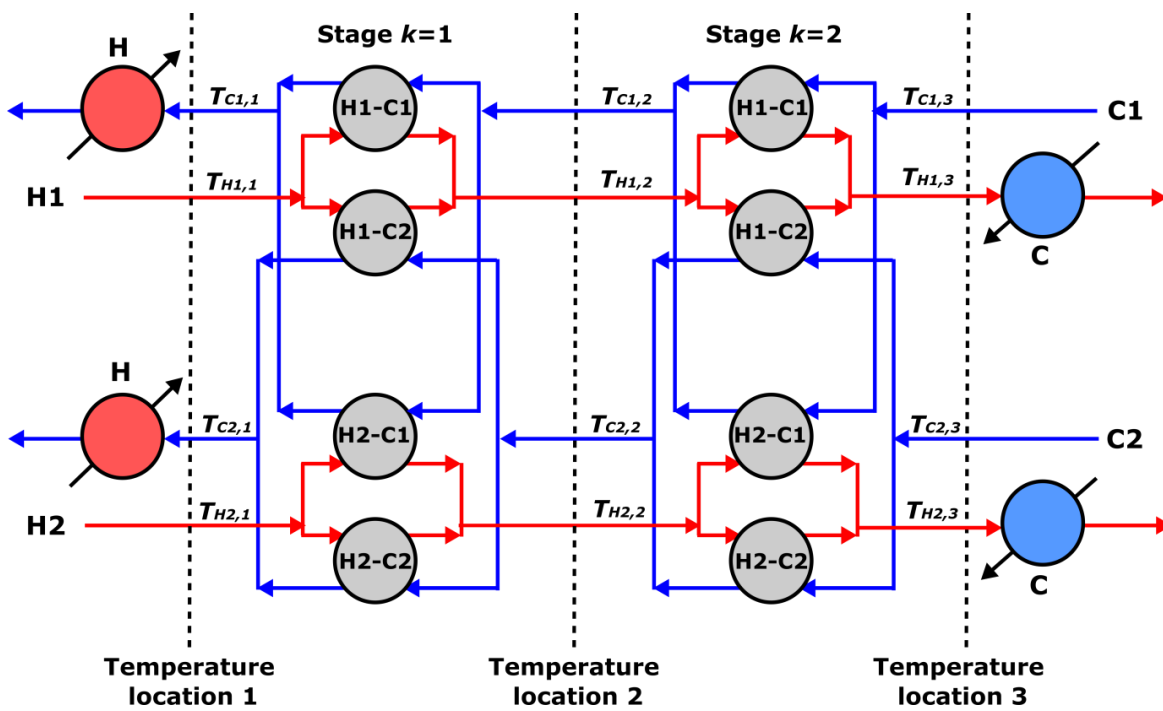 H
Stage k=1
Stage k=2
T_{C1,1}
H1-C1
T_{C1,2}
H1-C1
T_{C1,3}
C1
H1
T_{H1,1}
T_{H1,2}
T_{H1,3}
H1-C2
H1-C2
C
H
T_{C2,1}
H2-C1
T_{C2,2}
H2-C1
T_{C2,3}
C2
H2
T_{H2,1}
T_{H2,2}
T_{H2,3}
H2-C2
H2-C2
C
Temperature
location 1
Temperature
location 2
Temperature
location 3